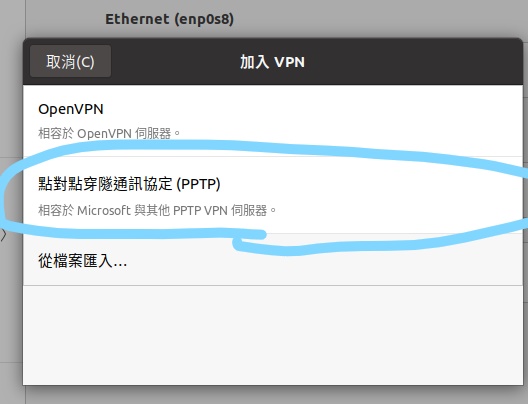 Ethernet (enp0s8)
取消(C)
加入 VPN
OpenVPN
相容於 OpenVPN 伺服器。
點對點穿隧通訊協定 (PPTP)
相容於 Microsoft 與其他 PPTP VPN 伺服器。
從檔案匯入…